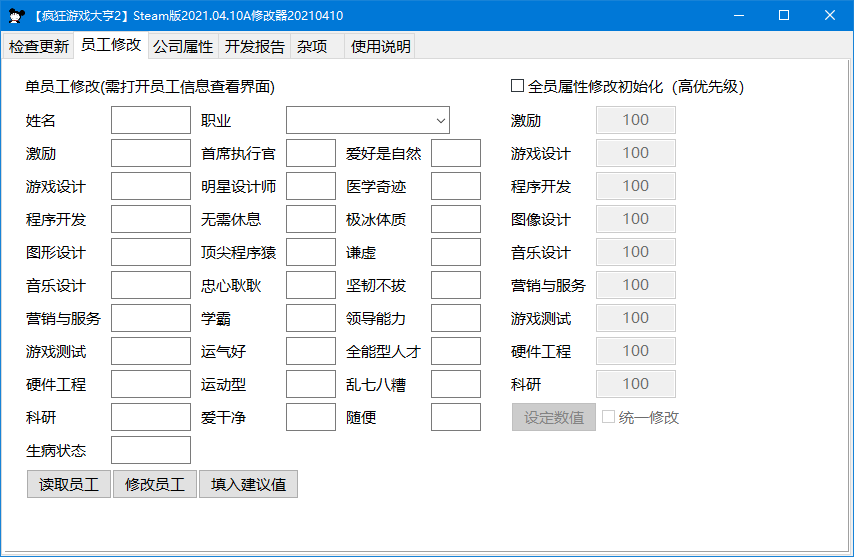 【疯狂游戏大亨2】Steam版2021.04.10A修改器20210410
检查更新 员工修改 公司属性 开发报告 杂项 使用说明
单员工修改(需打开员工信息查看界面) 全员属性修改初始化（高优先级）
姓名 职业 激励 100
激励 首席执行官 爱好是自然 游戏设计 100
游戏设计 明星设计师 医学奇迹 程序开发 100
程序开发 无需休息 极冰体质 图像设计 100
图形设计 顶尖程序猿 谦虚 音乐设计 100
音乐设计 忠心耿耿 坚韧不拔 营销与服务 100
营销与服务 学霸 领导能力 游戏测试 100
游戏测试 运气好 全能型人才 硬件工程 100
硬件工程 运动型 乱七八糟 科研 100
科研 爱干净 随便 设定数值 统一修改
生病状态
读取员工 修改员工 填入建议值